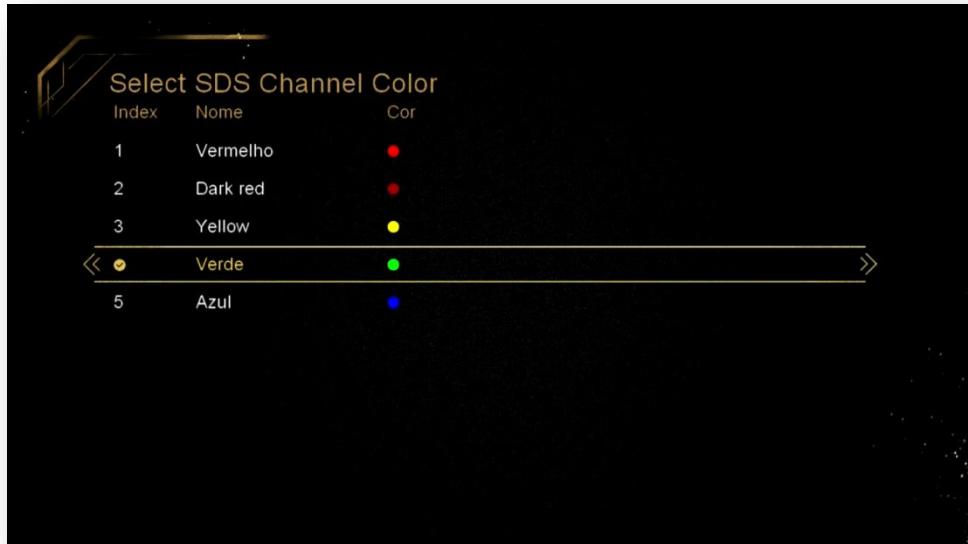 Select SDS Channel Color
Index Nome Cor
1 Vermelho
2 Dark red
3 Yellow
Verde
5 Azul